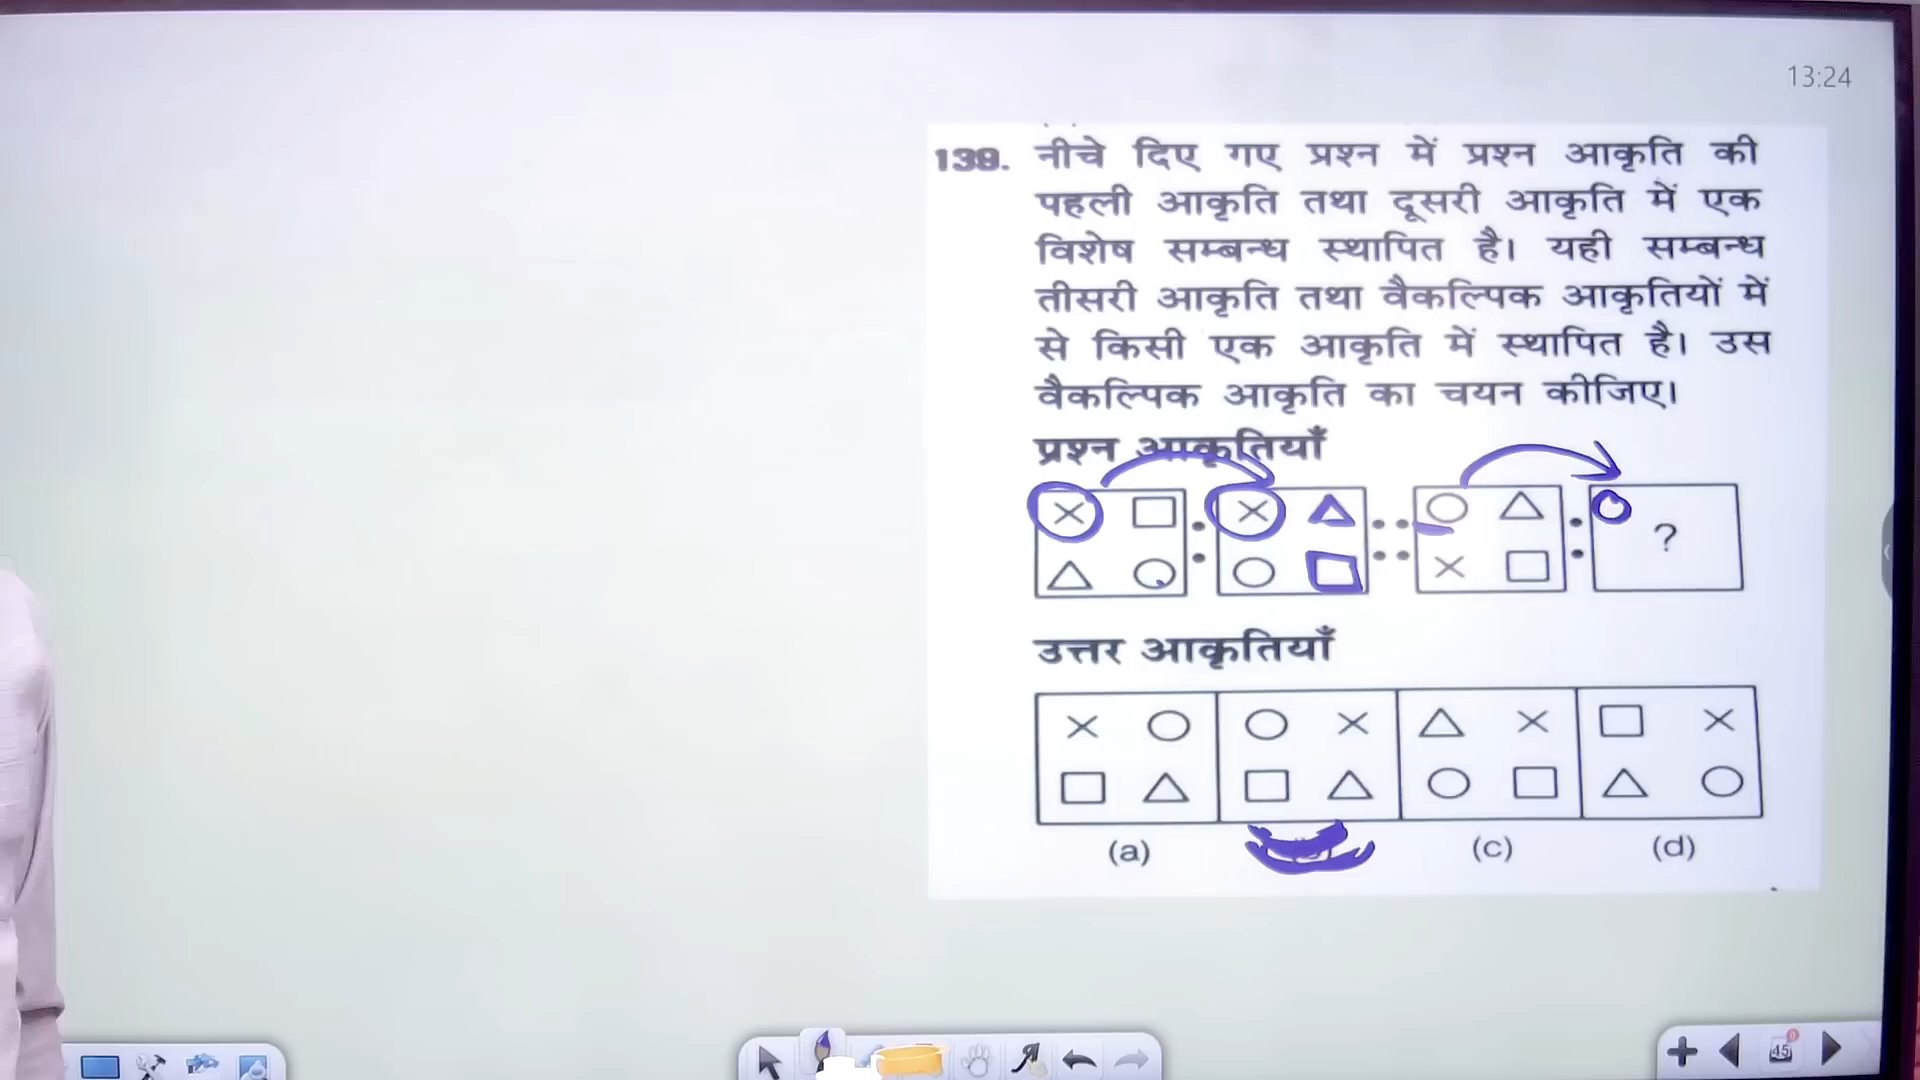 13:24
139. नीचे दिए गए प्रश्न में प्रश्न आकृति की
पहली आकृति तथा दूसरी आकृति में एक
विशेष सम्बन्ध स्थापित है। यही सम्बन्ध
तीसरी आकृति तथा वैकल्पिक आकृतियों में
से किसी एक आकृति में स्थापित है। उस
वैकल्पिक आकृति का चयन कीजिए।
प्रश्न आकृतियाँ
?
उत्तर आकृतियाँ
(a) (c) (d)
45